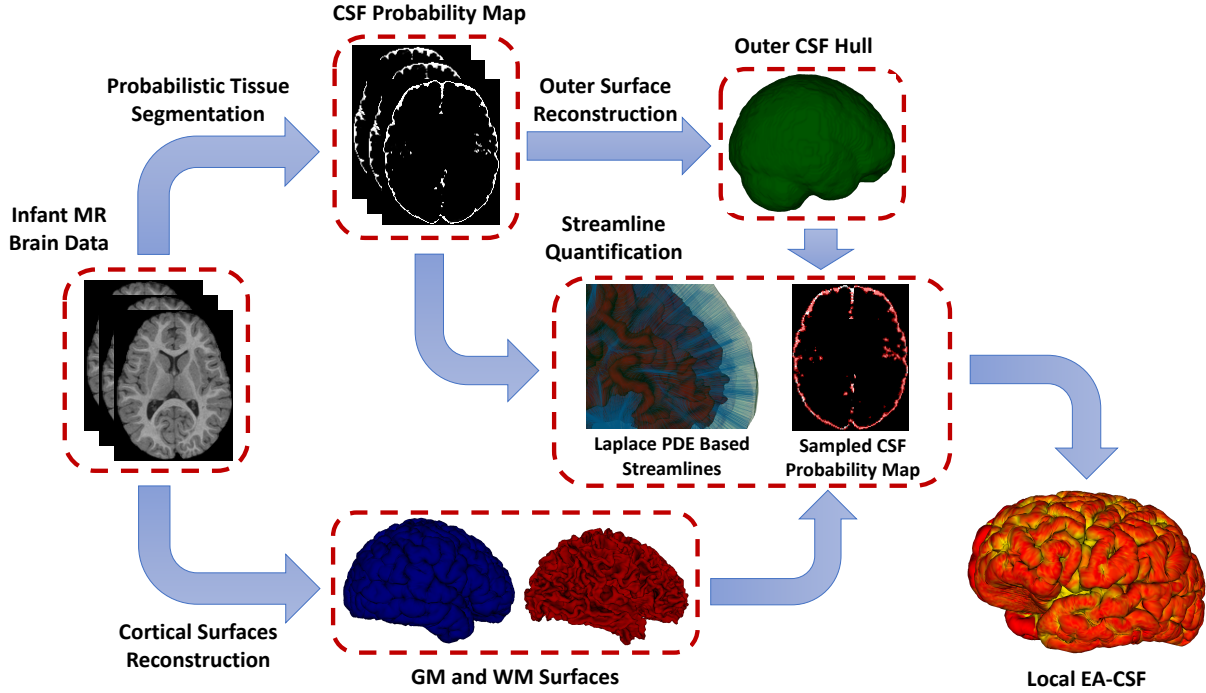 CSF Probability Map
Outer CSF Hull
Probabilistic Tissue
Segmentation
Outer Surface
Reconstruction
Infant MR
Brain Data
Streamline
Quantification
Laplace PDE Based
Streamlines
Sampled CSF
Probability Map
Cortical Surfaces
Reconstruction
GM and WM Surfaces
Local EA-CSF